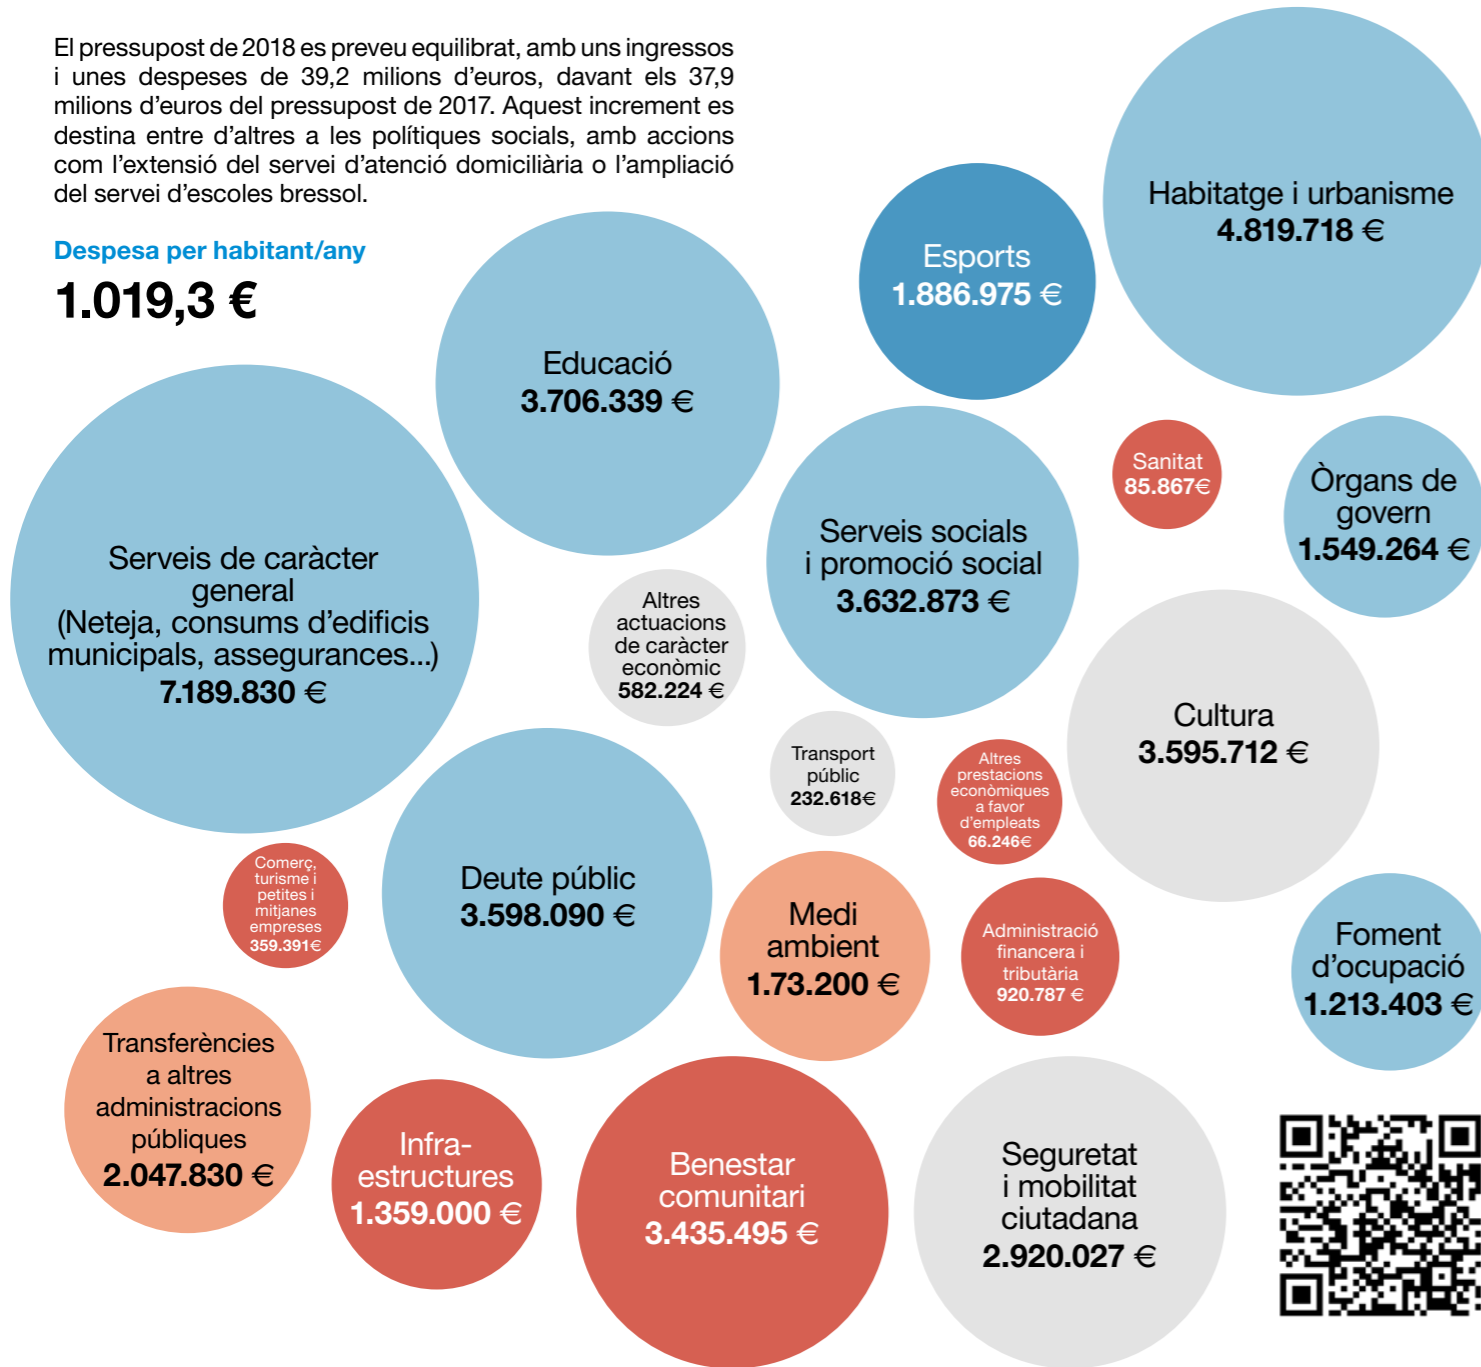 El pressupost de 2018 es preveu equilibrat, amb uns ingressos
i unes despeses de 39,2 milions d’euros, davant els 37,9
milions d’euros del pressupost de 2017. Aquest increment es
destina entre d’altres a les polítiques socials, amb accions
com l’extensió del servei d’atenció domiciliària o l’ampliació
del servei d’escoles bressol.
Despesa per habitant/any
1.019,3 €
Habitatge i urbanisme
4.819.718 €
Esports
1.886.975 €
Educació
3.706.339 €
Sanitat
85.867€
Òrgans de
govern
1.549.264 €
Serveis de caràcter
general
(Neteja, consums d’edificis
municipals, assegurances...)
7.189.830 €
Serveis socials
i promoció social
3.632.873 €
Altres
actuacions
de caràcter
econòmic
582.224 €
Cultura
3.595.712 €
Transport
públic
232.618€
Altres
prestacions
econòmiques
a favor
d’empleats
66.246€
Comerç,
turisme i
petites i
mitjanes
empreses
359.391€
Deute públic
3.598.090 €
Medi
ambient
1.73.200 €
Administració
financera i
tributària
920.787 €
Foment
d’ocupació
1.213.403 €
Transferències
a altres
administracions
públiques
2.047.830 €
Infra-
estructures
1.359.000 €
Benestar
comunitari
3.435.495 €
Seguretat
i mobilitat
ciutadana
2.920.027 €